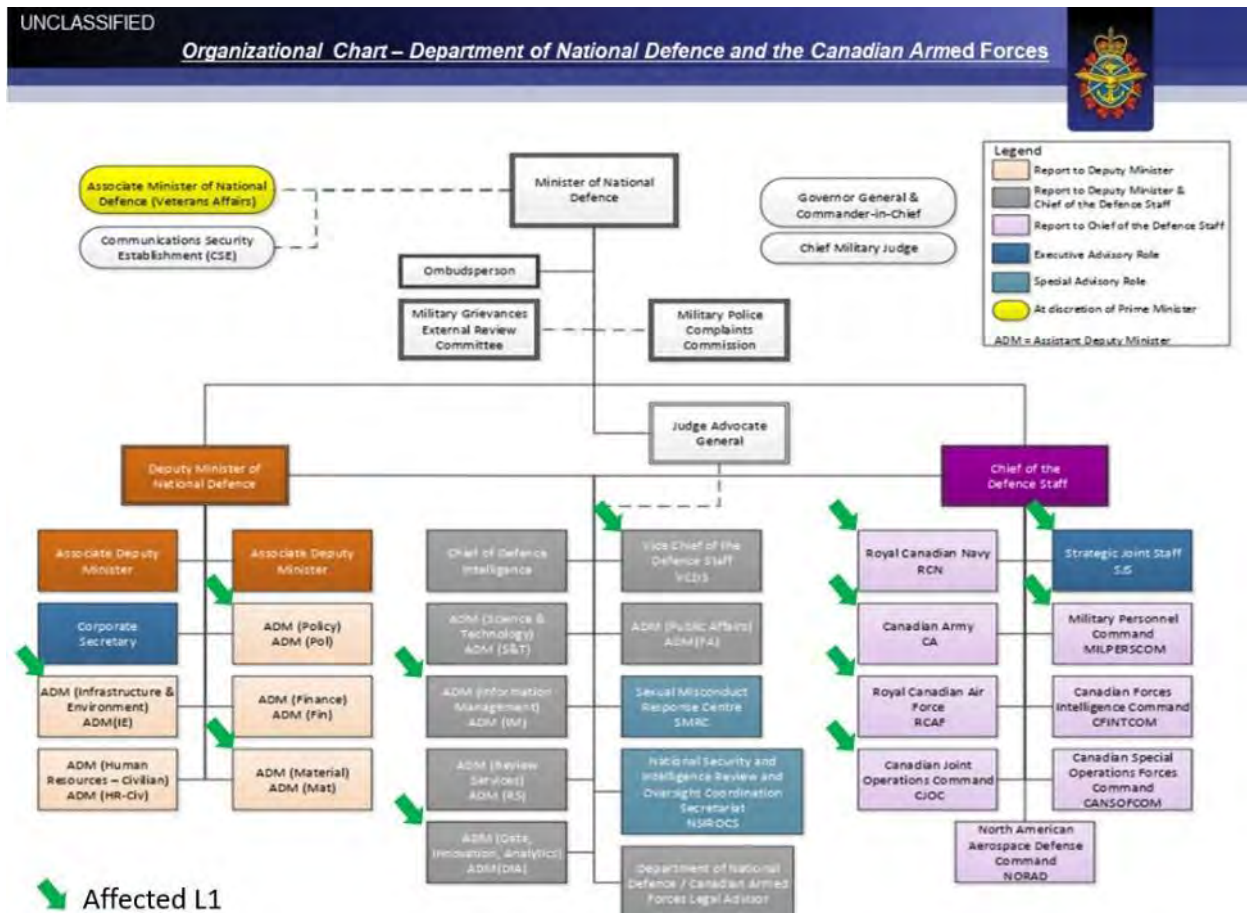 UNCLASSIFIED
Organizational Chart – Department of National Defence and the Canadian Armed Forces
Legend
Report to Deputy Minister
Report to Deputy Minister &
Chief of the Defence Staff
Report to Chief of the Defence Staff
Executive Advisory Role
Special Advisory Role
At discretion of Prime Minister
ADM = Assistant Deputy Minister
Associate Minister of National
Defence (Veterans Affairs)
Communications Security
Establishment (CSE)
Minister of National
Defence
Governor General &
Commander-in-Chief
Chief Military Judge
Ombudsperson
Military Grievances
External Review
Committee
Military Police
Complaints
Commission
Judge Advocate
General
Deputy Minister of
National Defence
Chief of the
Defence Staff
Associate Deputy
Minister
Associate Deputy
Minister
Corporate
Secretary
ADM (Policy)
ADM (Pol)
ADM (Infrastructure &
Environment)
ADM(IE)
ADM (Finance)
ADM (Fin)
ADM (Human
Resources – Civilian)
ADM (HR-Civ)
ADM (Material)
ADM (Mat)
Chief of Defence
Intelligence
Vice Chief of the
Defence Staff
VCDS
ADM (Science &
Technology)
ADM (S&T)
ADM (Public Affairs)
ADM(PA)
ADM (Information
Management)
ADM (IM)
Sexual Misconduct
Response Centre
SMRC
ADM (Review
Services)
ADM (RS)
National Security and
Intelligence Review and
Oversight Coordination
Secretariat
NSIROCS
ADM (Data,
Innovation, Analytics)
ADM(DIA)
Department of National
Defence / Canadian Armed
Forces Legal Advisor
Royal Canadian Navy
RCN
Strategic Joint Staff
SJS
Canadian Army
CA
Military Personnel
Command
MILPERSCOM
Royal Canadian Air
Force
RCAF
Canadian Forces
Intelligence Command
CFINTCOM
Canadian Joint
Operations Command
CJOC
Canadian Special
Operations Forces
Command
CANSOFCOM
North American
Aerospace Defense
Command
NORAD
Affected L1